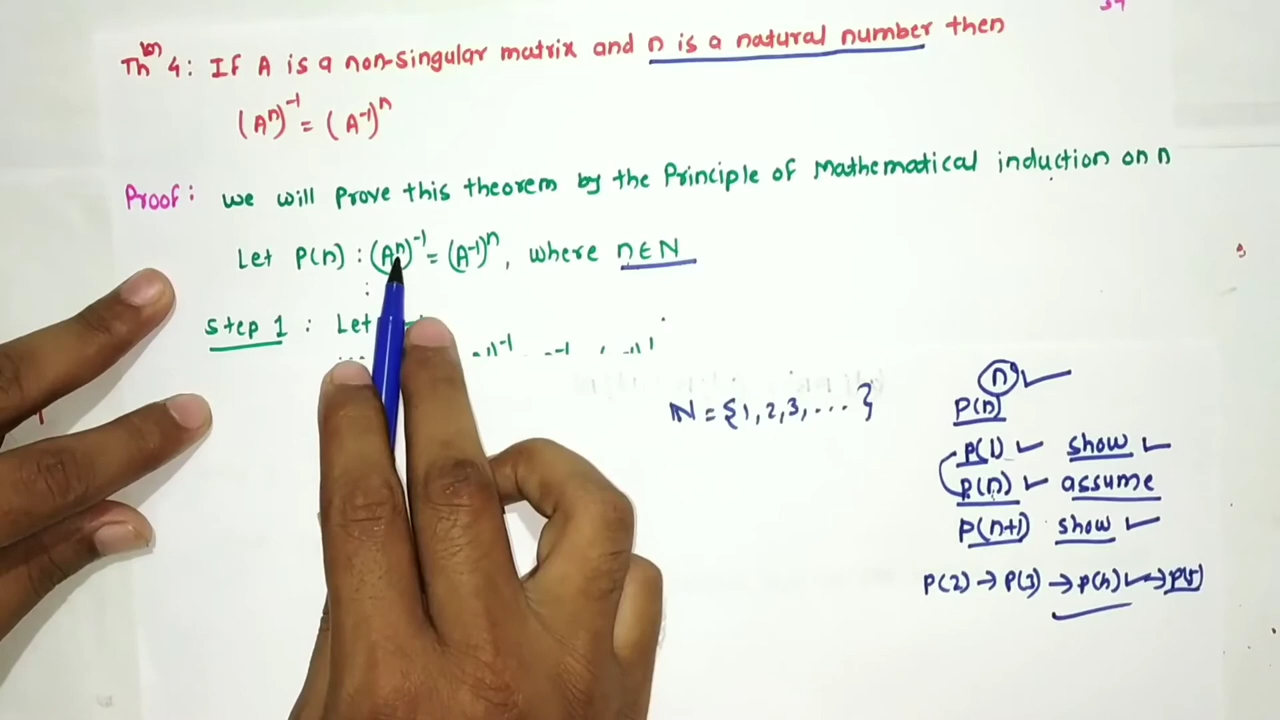 Thm 4: If A is a non-singular matrix and n is a natural number then
(Aⁿ)⁻¹ = (A⁻¹)ⁿ
Proof: we will prove this theorem by the Principle of Mathematical induction on n
Let P(n) : (Aⁿ)⁻¹ = (A⁻¹)ⁿ, where n∈N
Step 1 : Let
N = {1,2,3,....}
n ✓
P(n)
P(1) ✓ show ✓
P(n) ✓ assume
P(n+1) show ✓
P(2) → P(3) → P(4) ✓ → P(5)